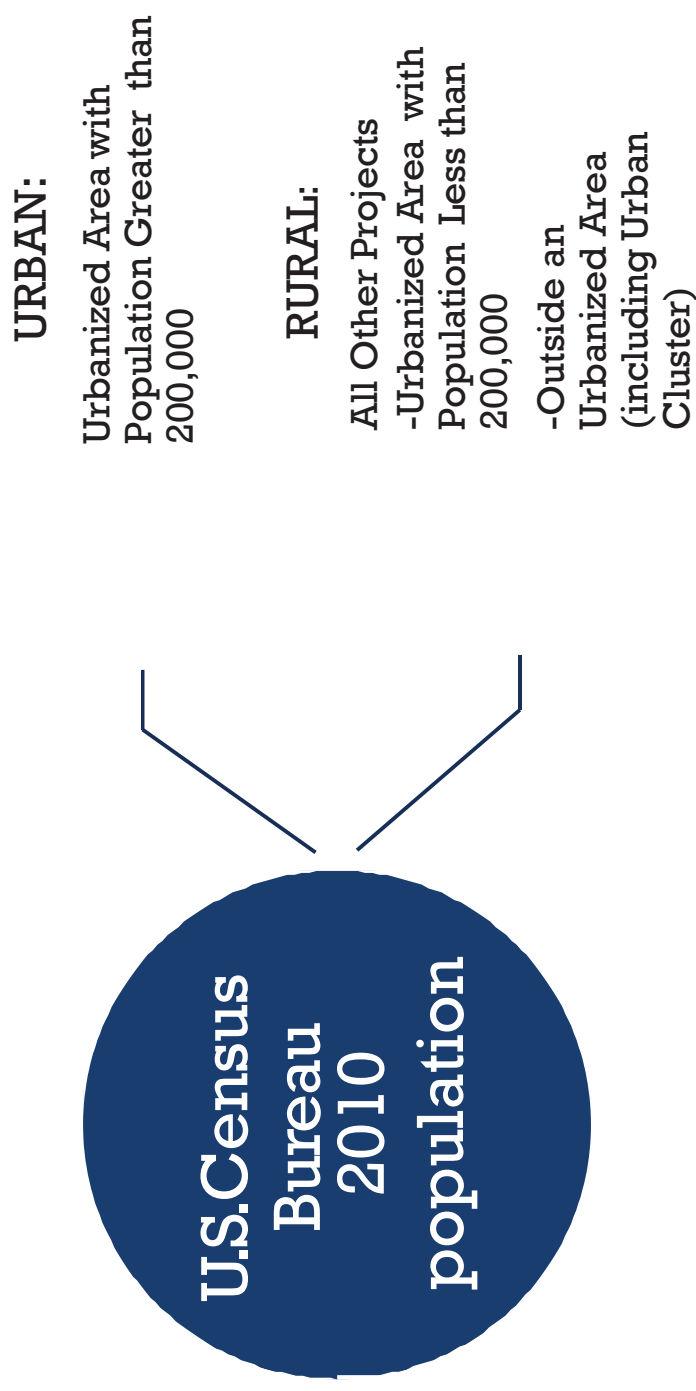 U.S.Census
Bureau
2010
population
URBAN:
Urbanized Area with
Population Greater than
200,000
RURAL:
All Other Projects
-Urbanized Area with
Population Less than
200,000
-Outside an
Urbanized Area
(including Urban
Cluster)